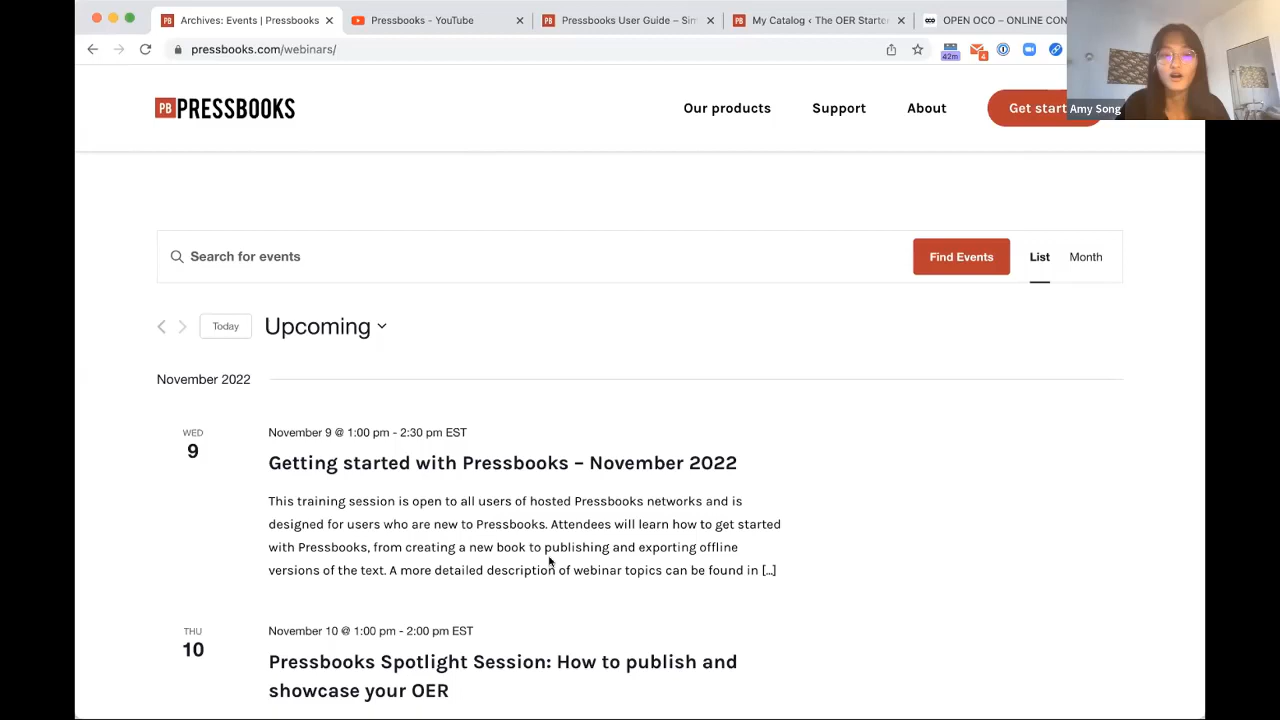 Archives: Events | Pressbooks
Pressbooks - YouTube
Pressbooks User Guide – Sim
My Catalog ‹ The OER Starter
OPEN OCO – ONLINE CON
pressbooks.com/webinars/
42m
4
Amy Song
PB PRESSBOOKS
Our products
Support
About
Get start
Search for events
Find Events
List
Month
Today
Upcoming
November 2022
WED
9
November 9 @ 1:00 pm - 2:30 pm EST
Getting started with Pressbooks – November 2022
This training session is open to all users of hosted Pressbooks networks and is
designed for users who are new to Pressbooks. Attendees will learn how to get started
with Pressbooks, from creating a new book to publishing and exporting offline
versions of the text. A more detailed description of webinar topics can be found in [...]
THU
10
November 10 @ 1:00 pm - 2:00 pm EST
Pressbooks Spotlight Session: How to publish and
showcase your OER